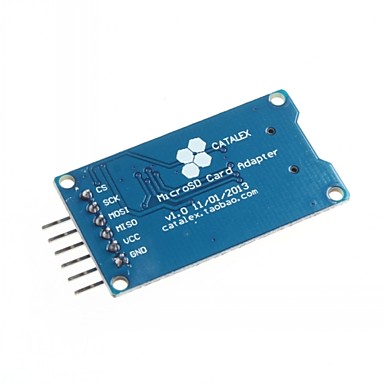 CATALEX
MicroSD Card Adapter
v1.0 11/01/2013
catalex.taobao.com
CS
SCK
MOSI
MISO
VCC
GND